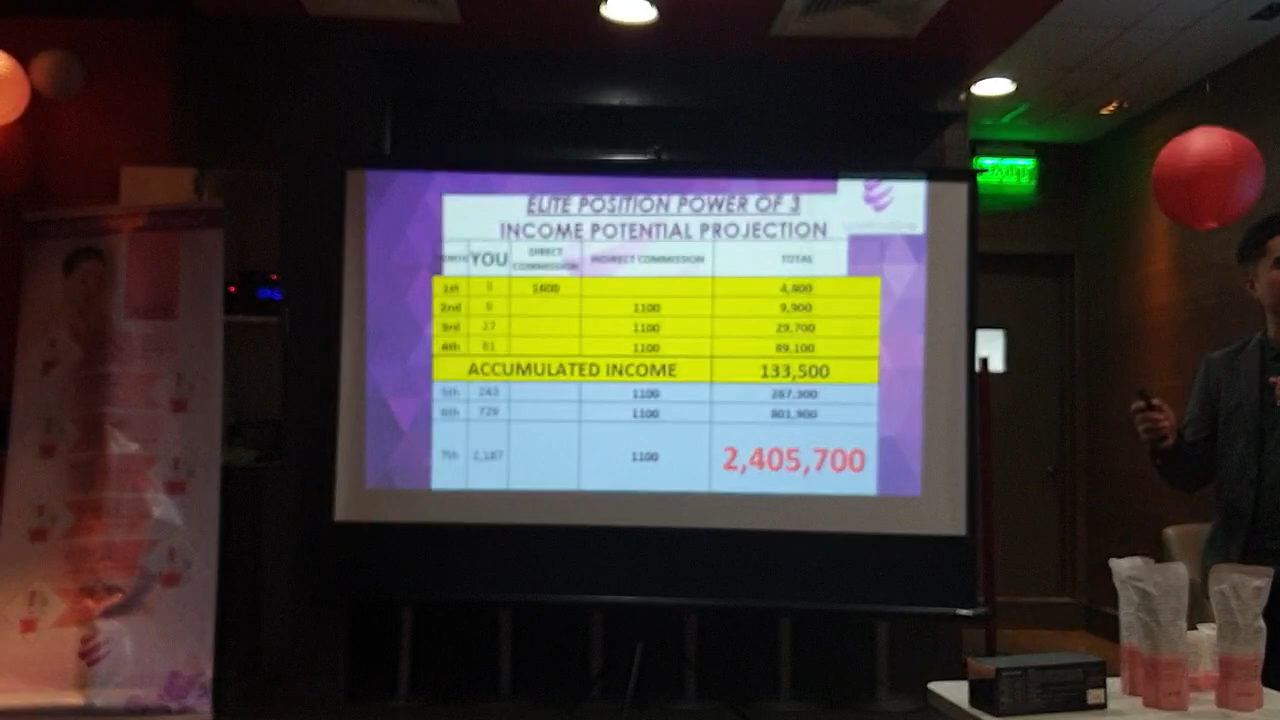 EXIT
ELITE POSITION POWER OF 3
INCOME POTENTIAL PROJECTION
YOU DIRECT COMMISSION INDIRECT COMMISSION TOTAL
1st 3 1600 4,800
2nd 9 1100 9,900
3rd 27 1100 29,700
4th 81 1100 89,100
ACCUMULATED INCOME 133,500
5th 243 1100 267,300
6th 729 1100 801,900
7th 2,187 1100 2,405,700